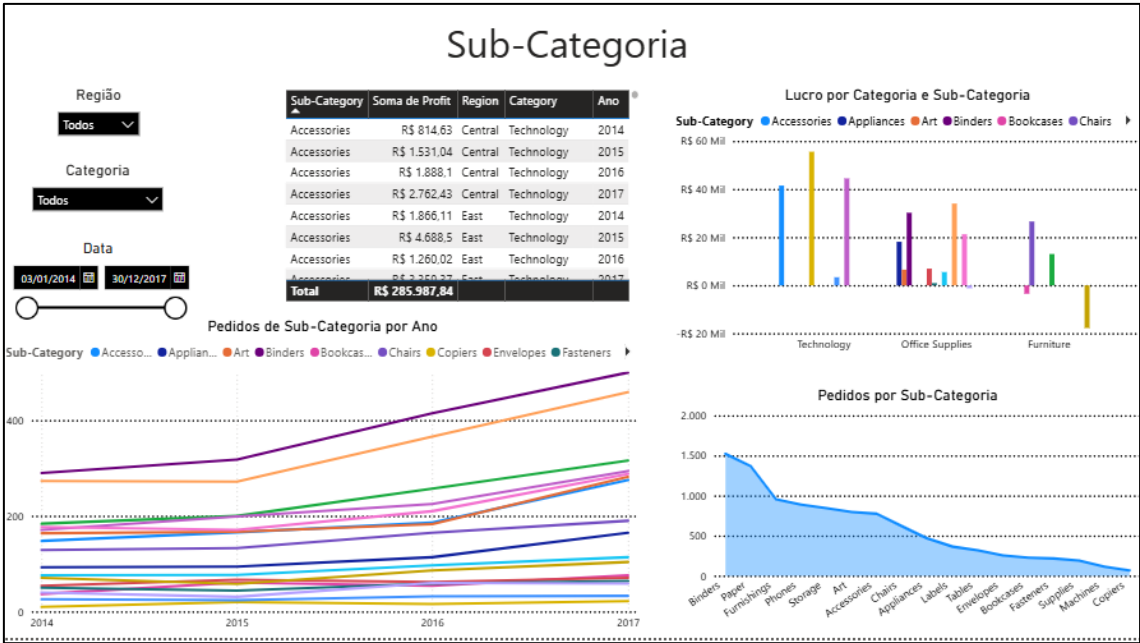 Sub-Categoria
Região
Todos
Categoria
Todos
Data
03/01/2014 30/12/2017
Sub-Category Soma de Profit Region Category Ano
Accessories R$ 814,63 Central Technology 2014
Accessories R$ 1.531,04 Central Technology 2015
Accessories R$ 1.888,1 Central Technology 2016
Accessories R$ 2.762,43 Central Technology 2017
Accessories R$ 1.866,11 East Technology 2014
Accessories R$ 4.688,5 East Technology 2015
Accessories R$ 1.260,02 East Technology 2016
Total R$ 285.987,84
Lucro por Categoria e Sub-Categoria
Sub-Category Accessories Appliances Art Binders Bookcases Chairs
R$ 60 Mil
R$ 40 Mil
R$ 20 Mil
R$ 0 Mil
-R$ 20 Mil
Technology Office Supplies Furniture
Pedidos de Sub-Categoria por Ano
Sub-Category Accesso... Applian... Art Binders Bookcas... Chairs Copiers Envelopes Fasteners
400
200
0
2014 2015 2016 2017
Pedidos por Sub-Categoria
2.000
1.500
1.000
500
0
Binders Paper Furnishings Phones Storage Art Accessories Chairs Appliances Labels Tables Envelopes Bookcases Fasteners Supplies Machines Copiers